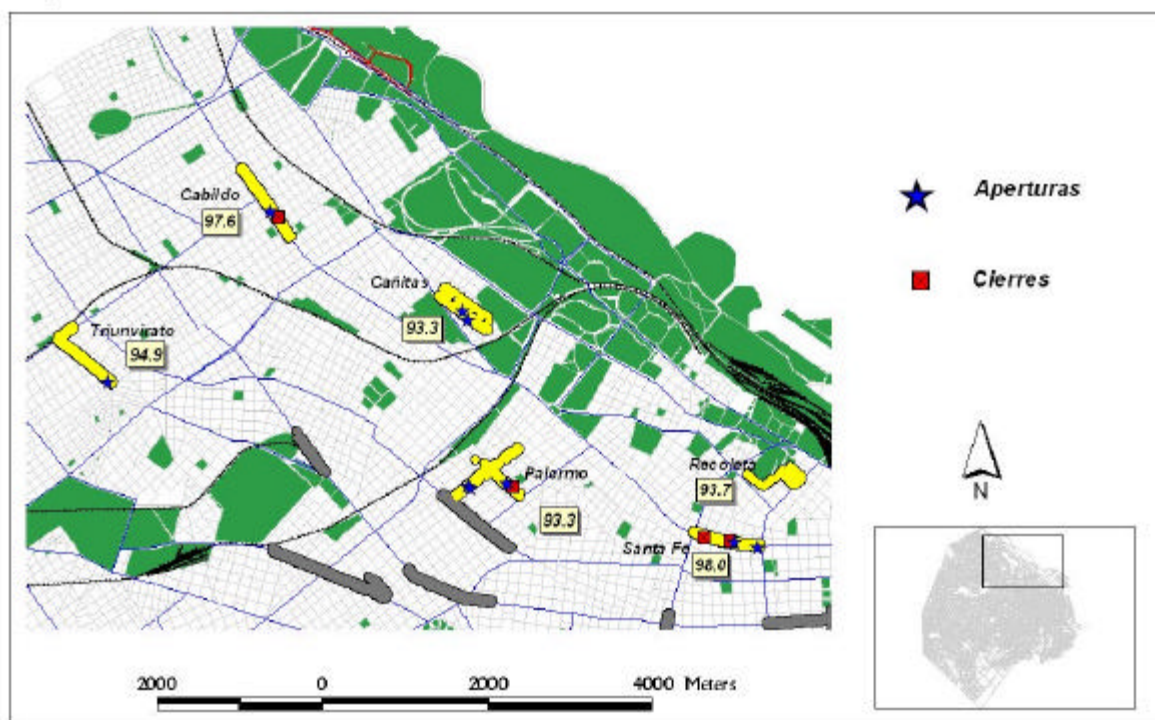 Cabildo
97.6
Cañitas
93.3
Triunvirato
94.9
Palermo
93.3
Recoleta
93.7
Santa Fe
98.0
Aperturas
Cierres
N
2000 0 2000 4000 Meters